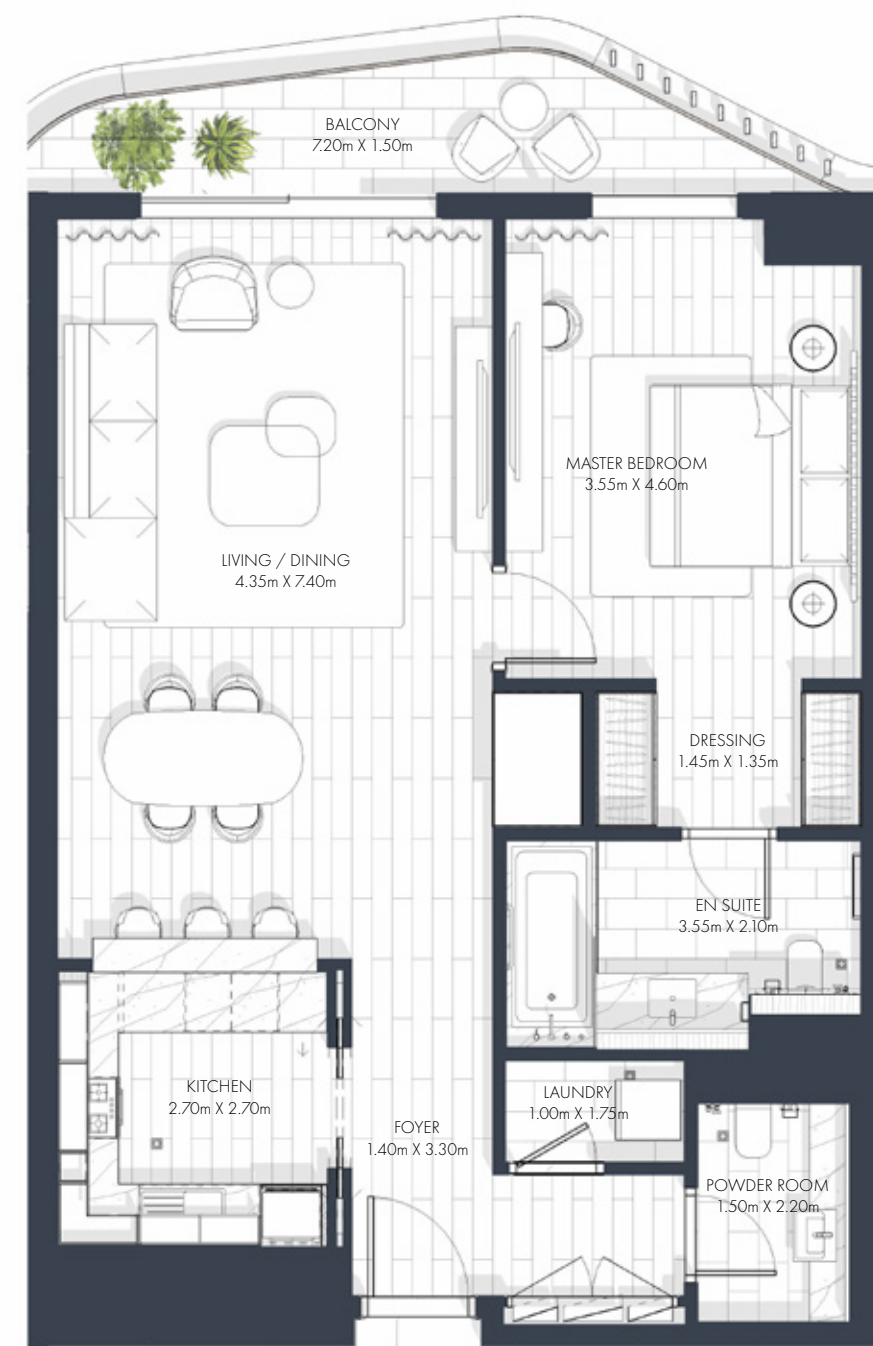 BALCONY
7.20m X 1.50m
MASTER BEDROOM
3.55m X 4.60m
LIVING / DINING
4.35m X 7.40m
DRESSING
1.45m X 1.35m
EN SUITE
3.55m X 2.10m
KITCHEN
2.70m X 2.70m
LAUNDRY
1.00m X 1.75m
FOYER
1.40m X 3.30m
POWDER ROOM
1.50m X 2.20m